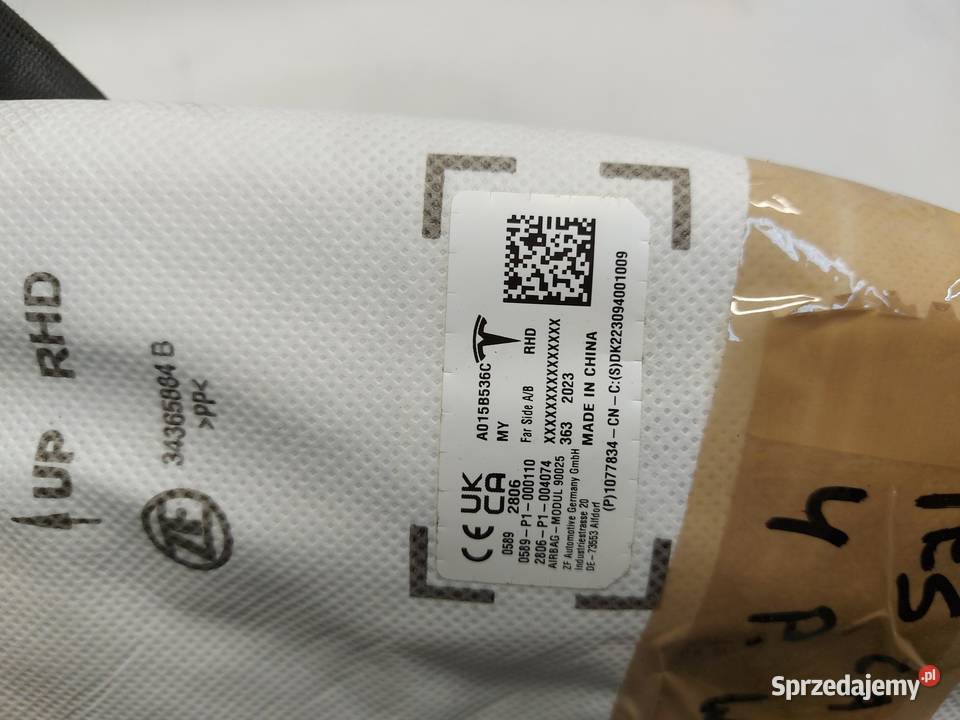 UP RHD
ZF
34365884 B
>PP<
A015B536C
MY
CE UK
CA
0589 2806
Far Side A/B RHD
0589-P1-000110
2806-P1-004074 XXXXXXXXXXXXXXXX
AIRBAG-MODUL 90025 363 2023
ZF Automotive Germany GmbH
Industriestrasse 20 MADE IN CHINA
DE-73553 Alfdorf
(P)1077834-CN-C:(S)DK223094001009
Sprzedajemy.pl